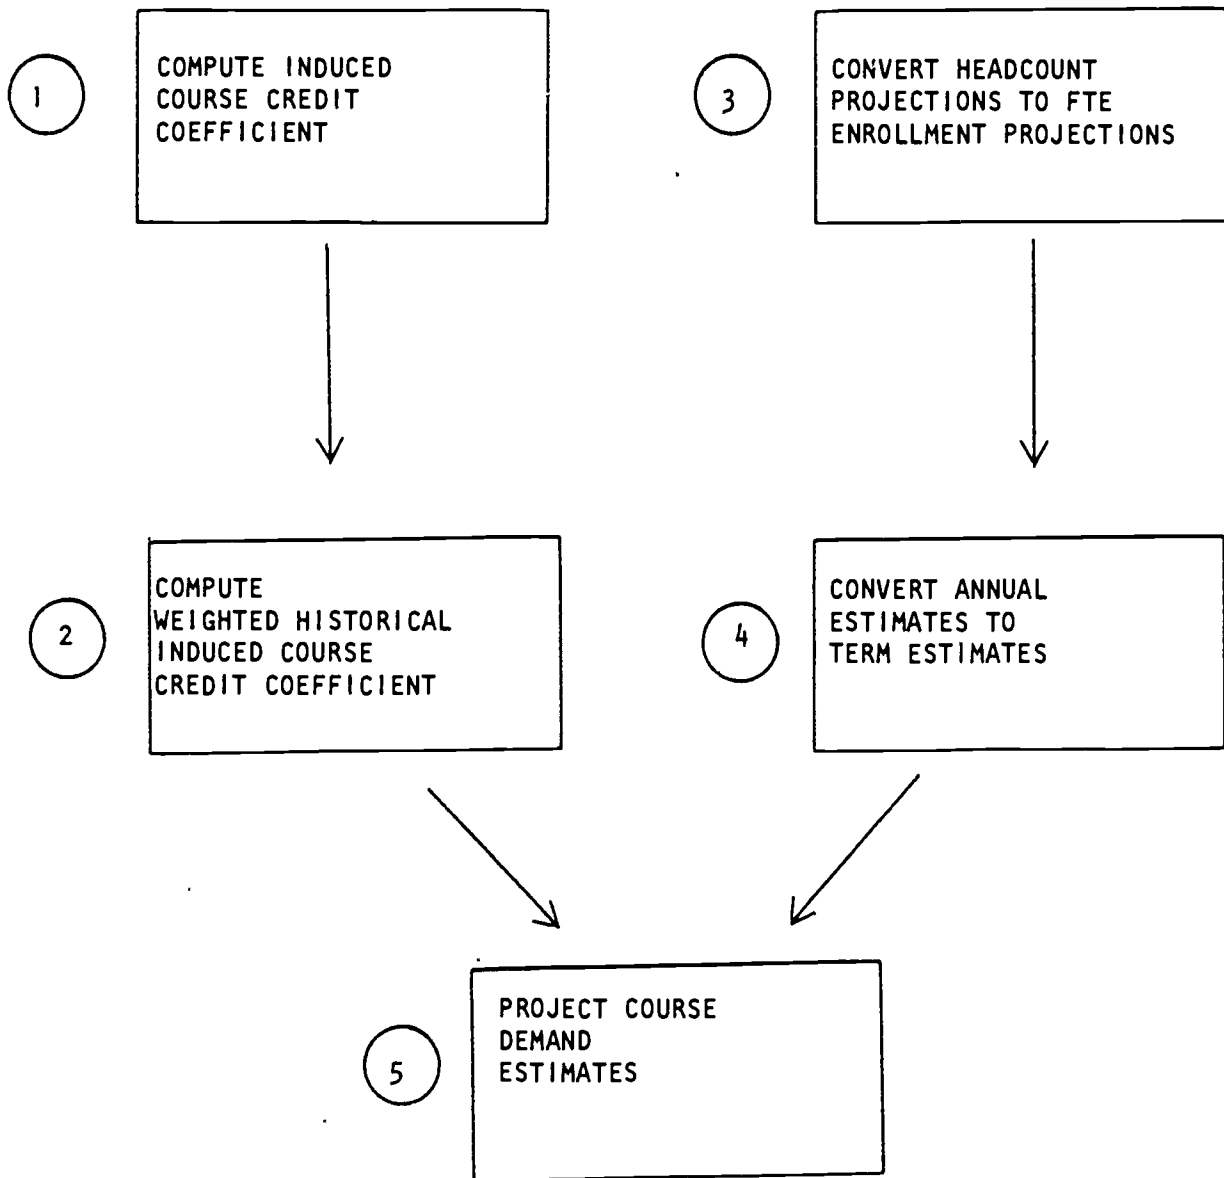 1
COMPUTE INDUCED
COURSE CREDIT
COEFFICIENT
3
CONVERT HEADCOUNT
PROJECTIONS TO FTE
ENROLLMENT PROJECTIONS
2
COMPUTE
WEIGHTED HISTORICAL
INDUCED COURSE
CREDIT COEFFICIENT
4
CONVERT ANNUAL
ESTIMATES TO
TERM ESTIMATES
5
PROJECT COURSE
DEMAND
ESTIMATES